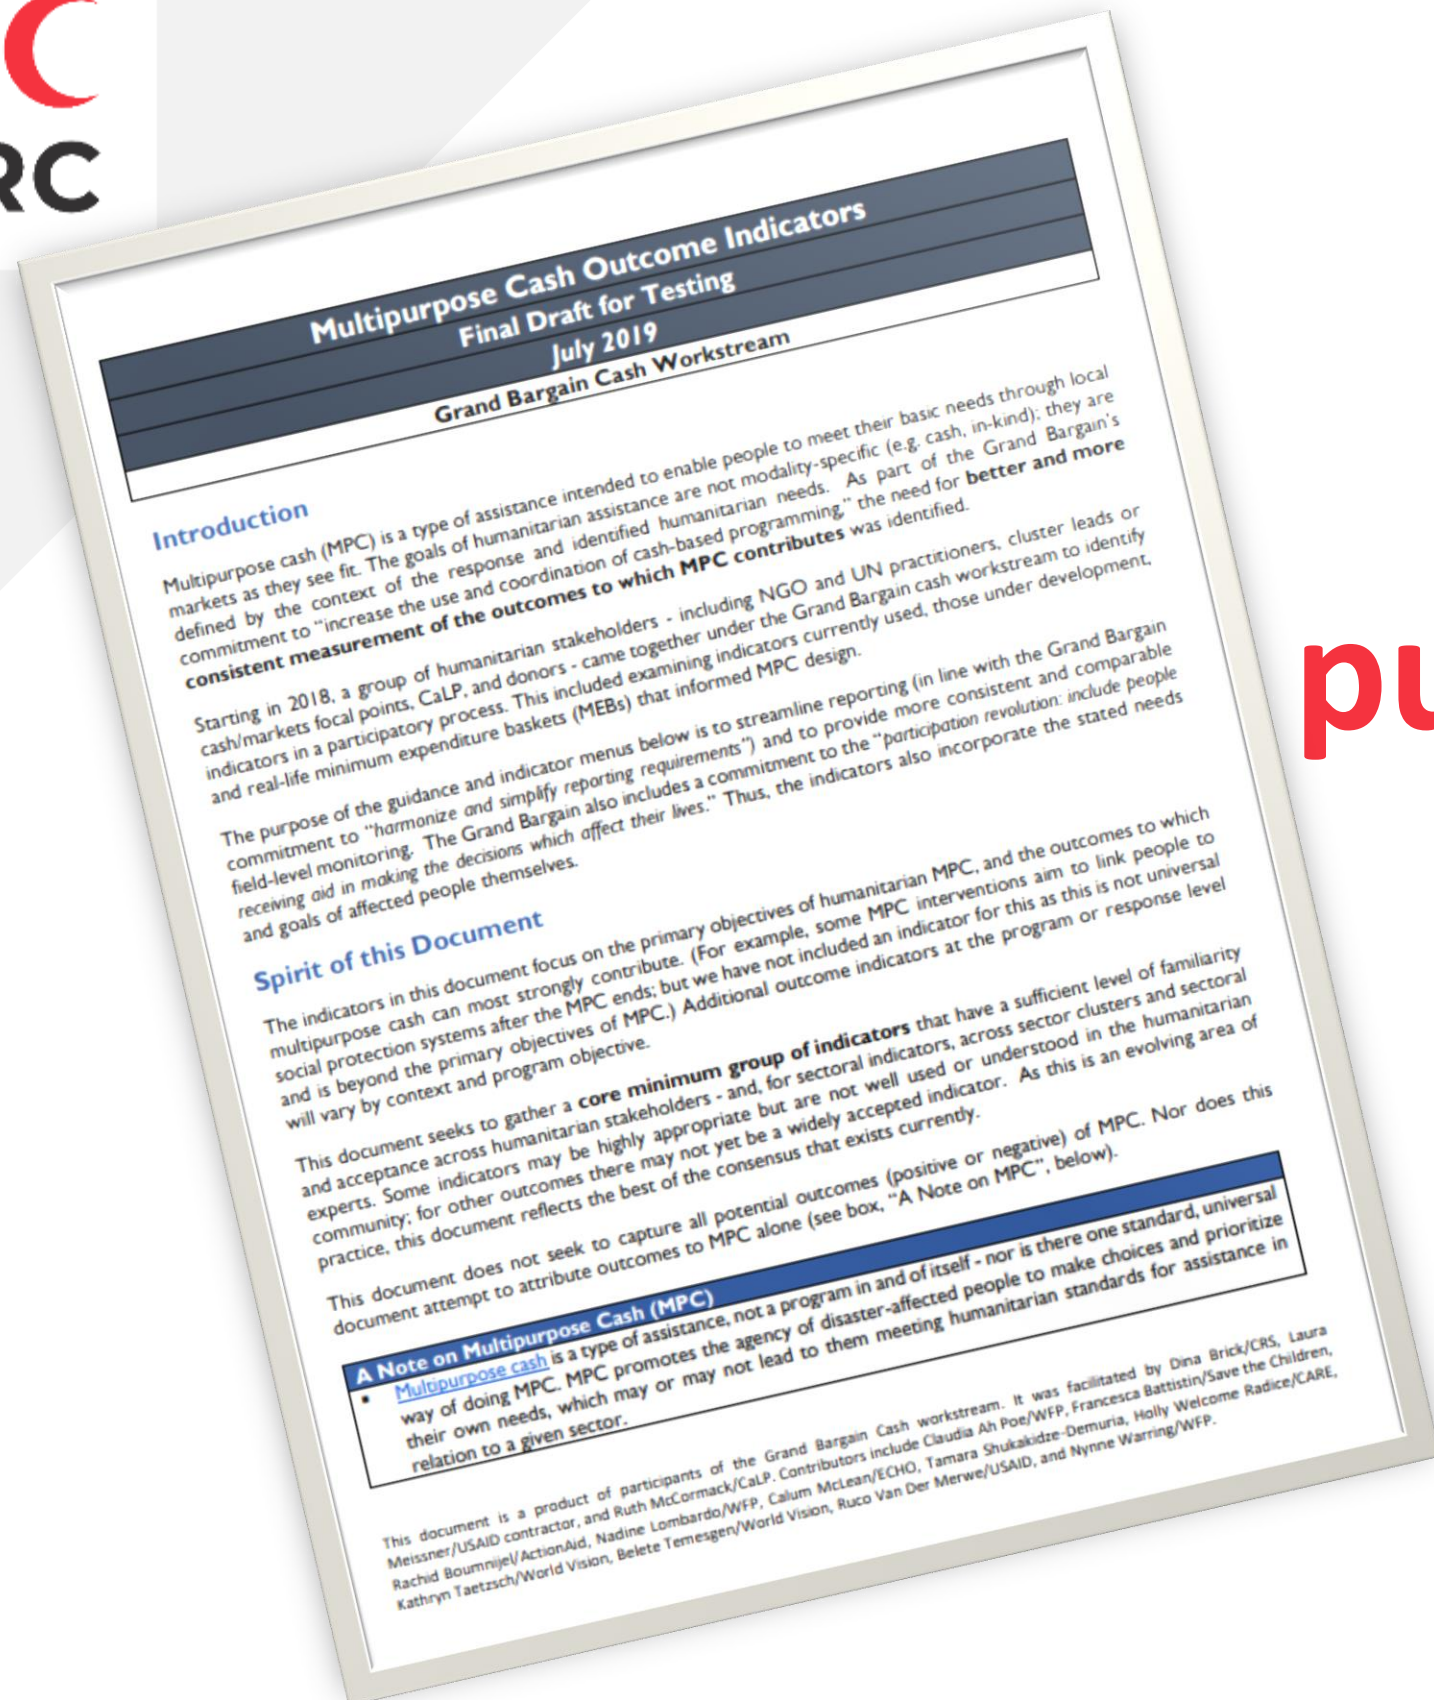 RC
Multipurpose Cash Outcome Indicators
Final Draft for Testing
July 2019
Grand Bargain Cash Workstream
Introduction
Multipurpose cash (MPC) is a type of assistance intended to enable people to meet their basic needs through local
markets as they see fit. The goals of humanitarian assistance are not modality-specific (e.g. cash, in-kind); they are
defined by the context of the response and identified humanitarian needs. As part of the Grand Bargain's
commitment to "increase the use and coordination of cash-based programming," the need for better and more
consistent measurement of the outcomes to which MPC contributes was identified.
Starting in 2018, a group of humanitarian stakeholders - including NGO and UN practitioners, cluster leads or
cash/markets focal points, CaLP, and donors - came together under the Grand Bargain cash workstream to identify
indicators in a participatory process. This included examining indicators currently used, those under development,
and real-life minimum expenditure baskets (MEBs) that informed MPC design.
The purpose of the guidance and indicator menus below is to streamline reporting (in line with the Grand Bargain
commitment to "harmonize and simplify reporting requirements") and to provide more consistent and comparable
field-level monitoring. The Grand Bargain also includes a commitment to the "participation revolution: include people
receiving aid in making the decisions which affect their lives." Thus, the indicators also incorporate the stated needs
and goals of affected people themselves.
Spirit of this Document
The indicators in this document focus on the primary objectives of humanitarian MPC, and the outcomes to which
multipurpose cash can most strongly contribute. (For example, some MPC interventions aim to link people to
social protection systems after the MPC ends; but we have not included an indicator for this as this is not universal
and is beyond the primary objectives of MPC.) Additional outcome indicators at the program or response level
will vary by context and program objective.
This document seeks to gather a core minimum group of indicators that have a sufficient level of familiarity
and acceptance across humanitarian stakeholders - and, for sectoral indicators, across sector clusters and sectoral
experts. Some indicators may be highly appropriate but are not well used or understood in the humanitarian
community; for other outcomes there may not yet be a widely accepted indicator. As this is an evolving area of
practice, this document reflects the best of the consensus that exists currently.
This document does not seek to capture all potential outcomes (positive or negative) of MPC. Nor does this
document attempt to attribute outcomes to MPC alone (see box, "A Note on MPC", below).
A Note on Multipurpose Cash (MPC)
▪ Multipurpose cash is a type of assistance, not a program in and of itself - nor is there one standard, universal
way of doing MPC. MPC promotes the agency of disaster-affected people to make choices and prioritize
their own needs, which may or may not lead to them meeting humanitarian standards for assistance in
relation to a given sector.
This document is a product of participants of the Grand Bargain Cash workstream. It was facilitated by Dina Brick/CRS, Laura
Meissner/USAID contractor, and Ruth McCormack/CaLP. Contributors include Claudia Ah Poe/WFP, Francesca Battistin/Save the Children,
Rachid Boumnijel/ActionAid, Nadine Lombardo/WFP, Calum McLean/ECHO, Tamara Shukakidze-Demuria, Holly Welcome Radice/CARE,
Kathryn Taetzsch/World Vision, Belete Temesgen/World Vision, Ruco Van Der Merwe/USAID, and Nynne Warring/WFP.
pu